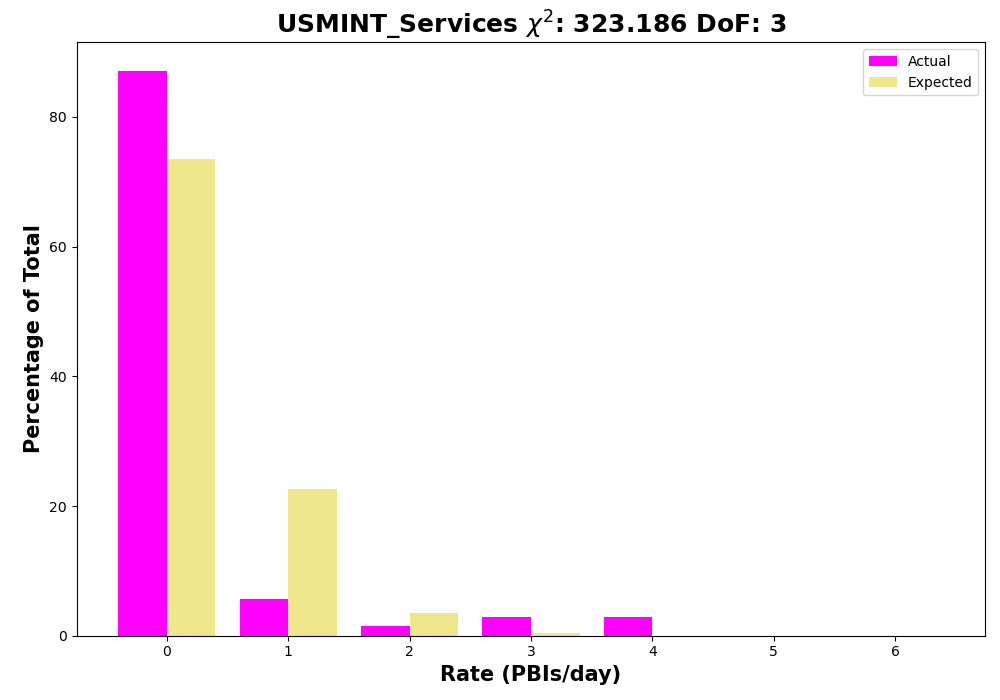 USMINT_Services χ²: 323.186 DoF: 3
Actual
Expected
Percentage of Total
80
60
40
20
0
0 1 2 3 4 5 6
Rate (PBIs/day)